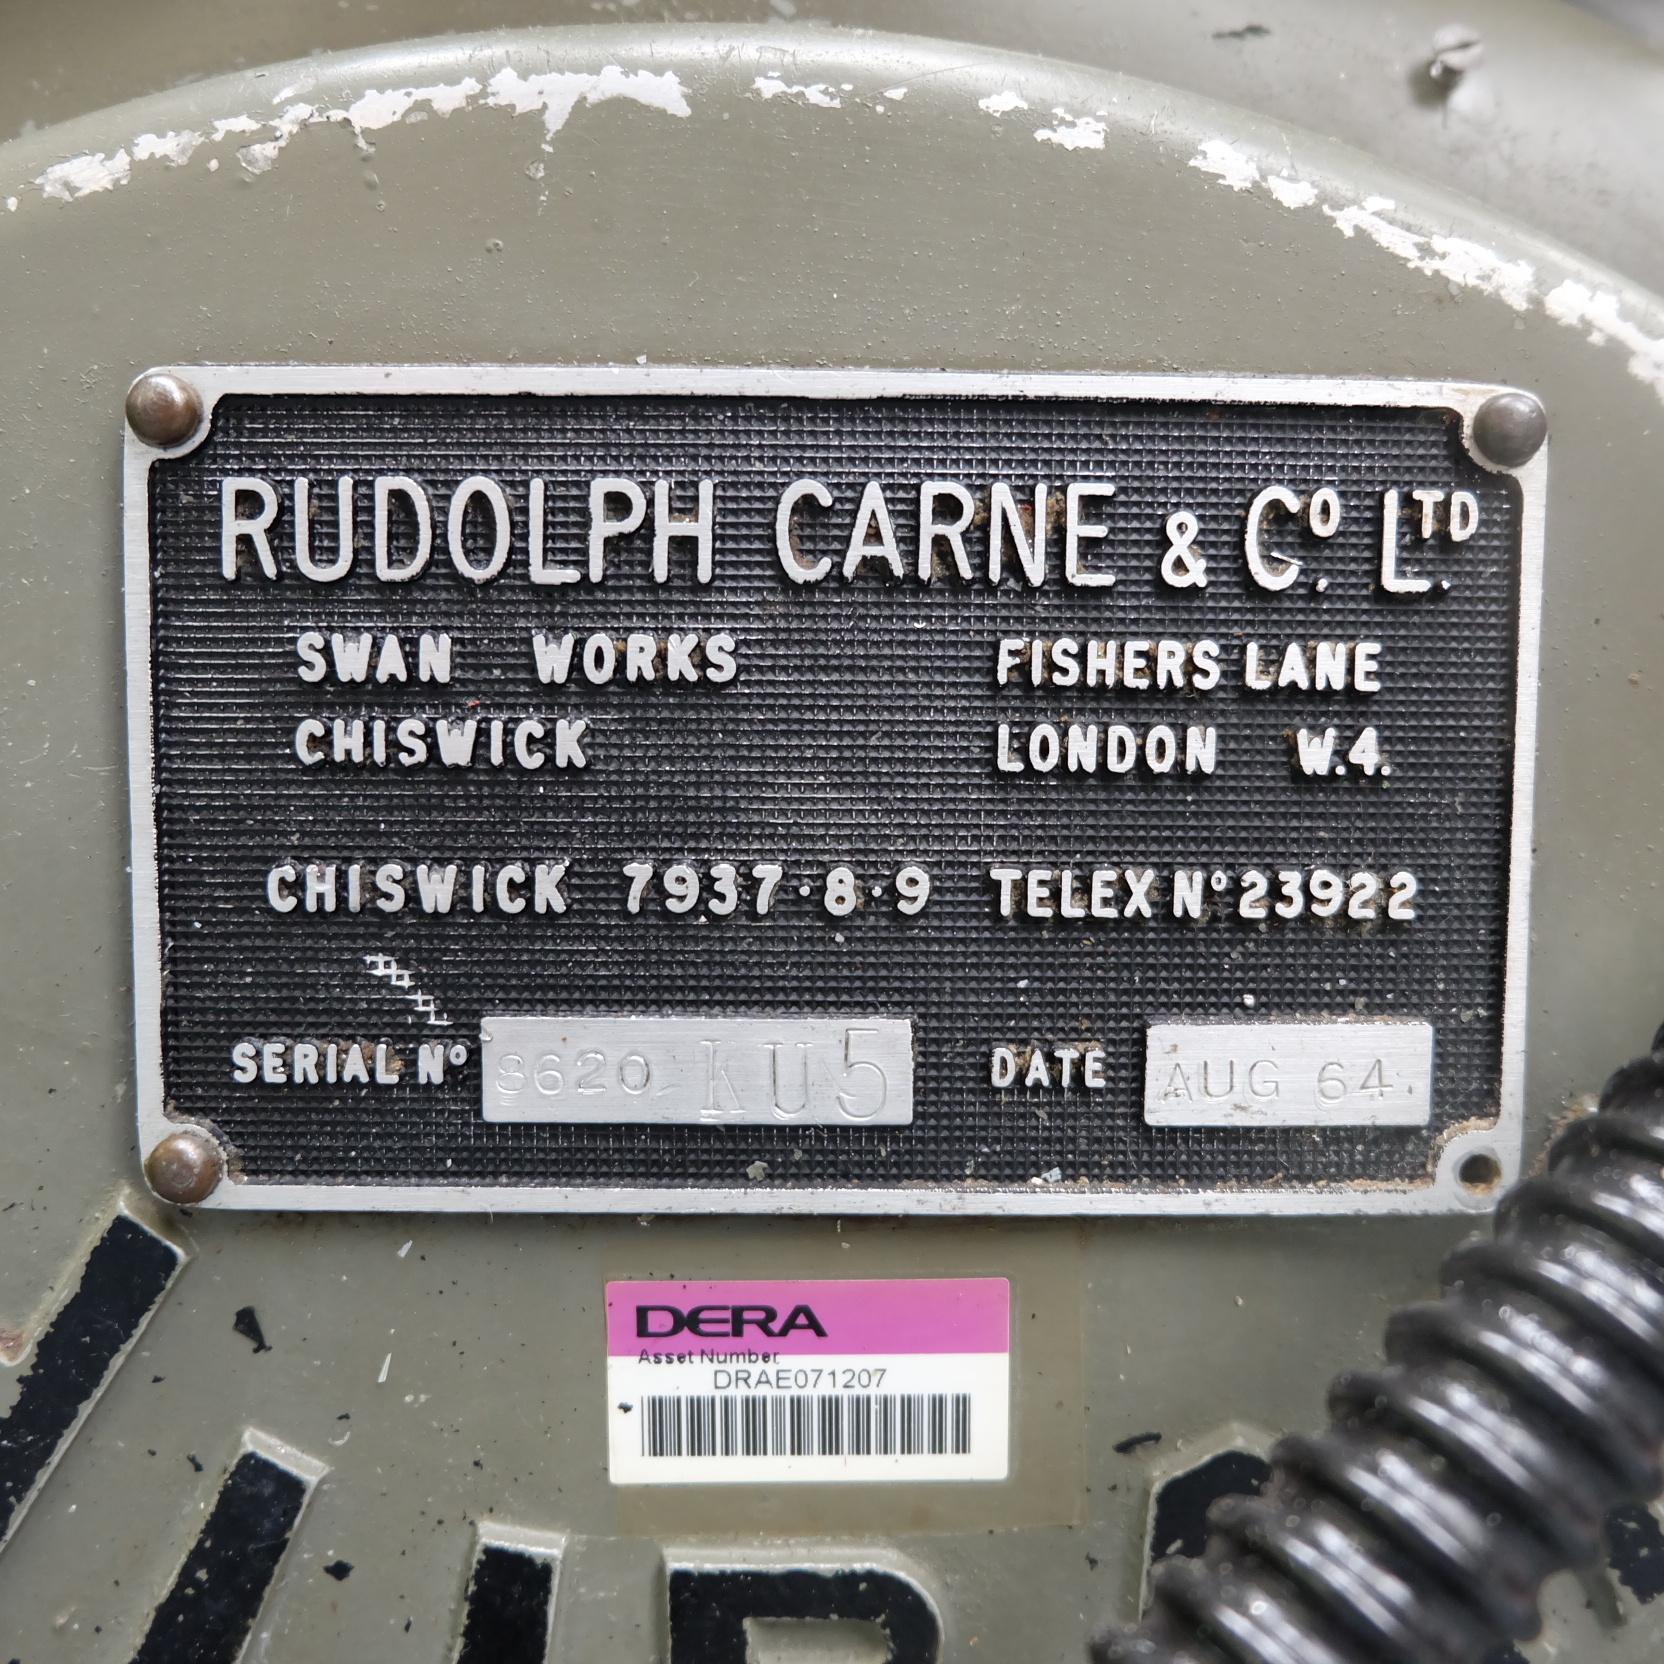 RUDOLPH CARNE & Cº. LTD.
SWAN WORKS FISHERS LANE
CHISWICK LONDON W.4.
CHISWICK 7937·8·9 TELEX Nº 23922
SERIAL Nº 8620 KU5 DATE AUG 64.
DERA
Asset Number
DRAE071207